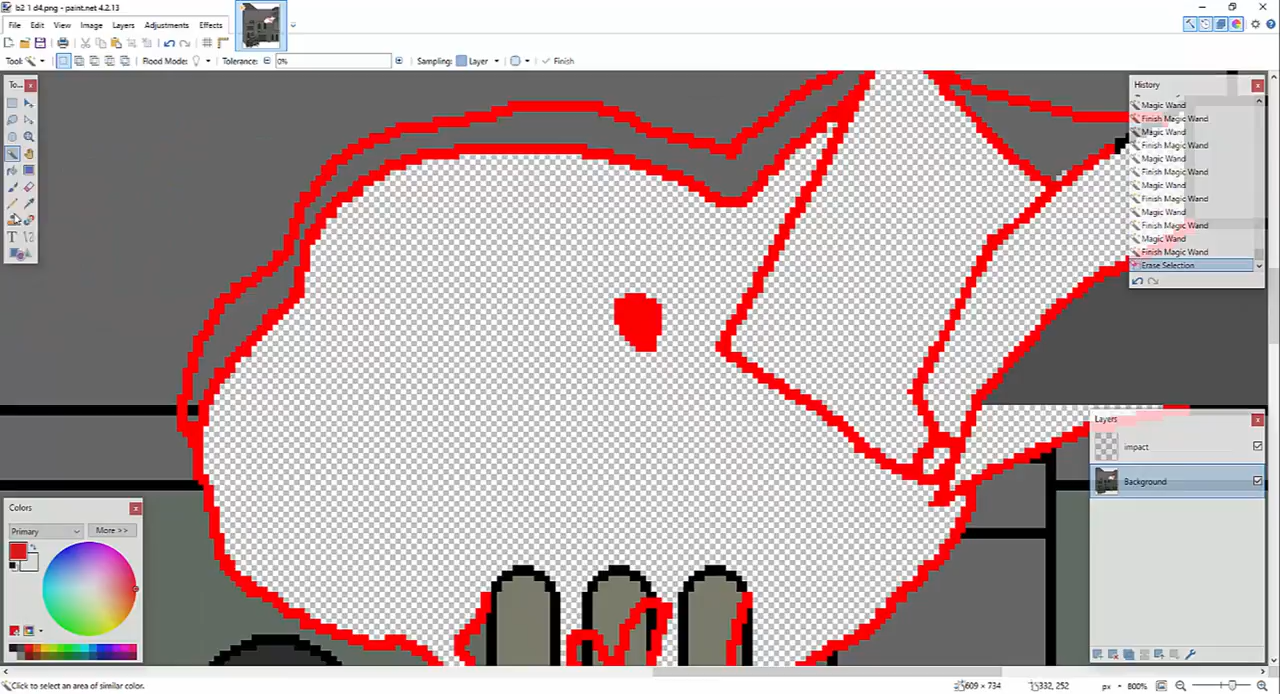 b2 1 d4.png - paint.net 4.2.13
File Edit View Image Layers Adjustments Effects
Tool: Flood Mode: Tolerance: 0% Sampling: Layer Finish
To...
History
Magic Wand
Finish Magic Wand
Magic Wand
Finish Magic Wand
Magic Wand
Finish Magic Wand
Magic Wand
Finish Magic Wand
Magic Wand
Finish Magic Wand
Magic Wand
Finish Magic Wand
Erase Selection
Layers
impact
Background
Colors
Primary More >>
Click to select an area of similar color.
609 × 734
332, 252
px
800%